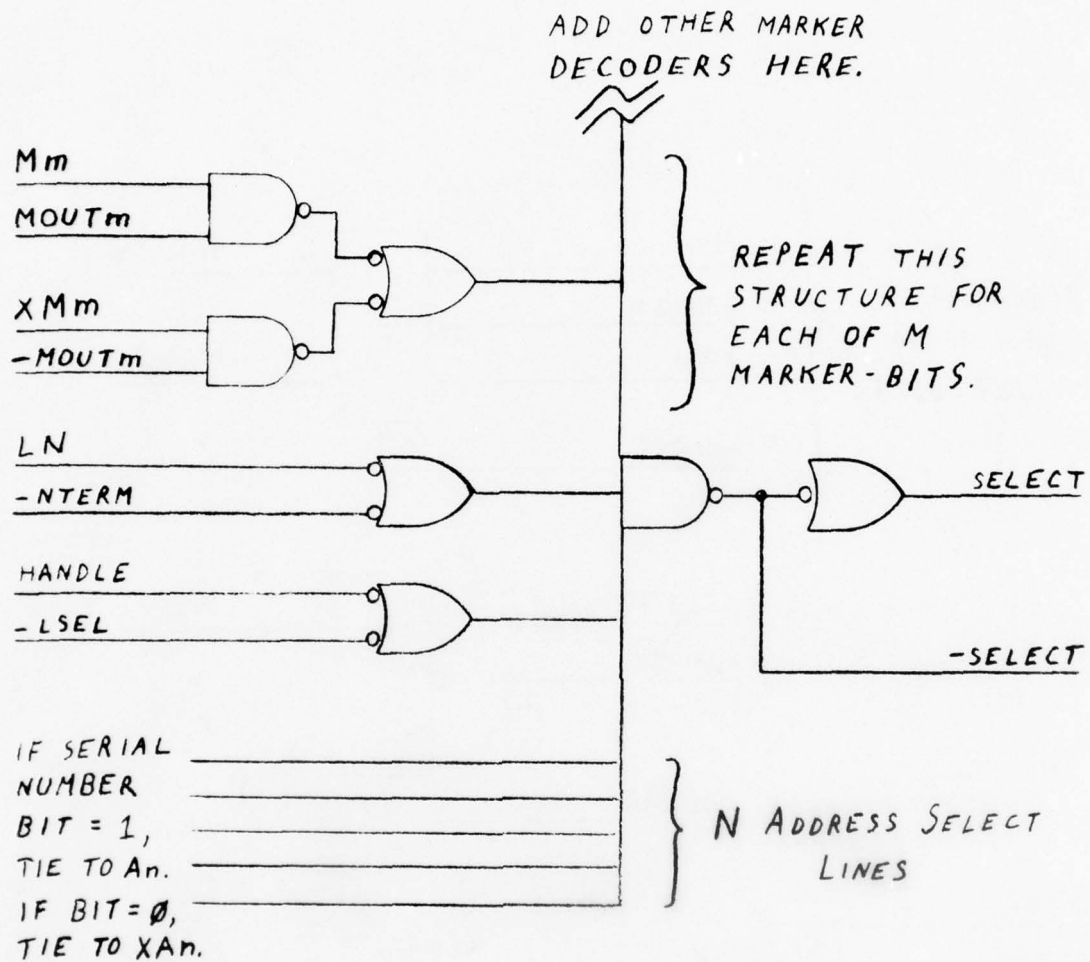 ADD OTHER MARKER
DECODERS HERE.
Mm
MOUTm
XMm
-MOUTm
REPEAT THIS
STRUCTURE FOR
EACH OF M
MARKER-BITS.
LN
-NTERM
HANDLE
-LSEL
SELECT
-SELECT
IF SERIAL
NUMBER
BIT = 1,
TIE TO An.
IF BIT = Ø,
TIE TO XAn.
N ADDRESS SELECT
LINES